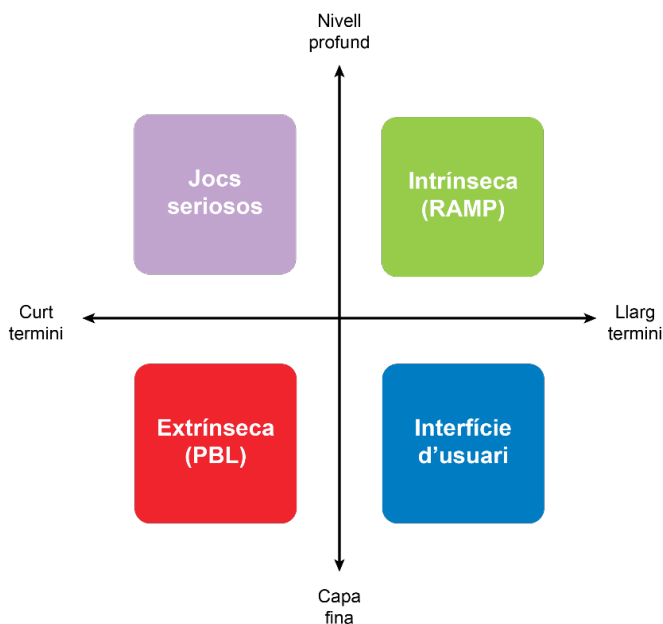 Nivell
profund
Jocs
seriosos
Intrínseca
(RAMP)
Curt
termini
Llarg
termini
Extrínseca
(PBL)
Interfície
d’usuari
Capa
fina